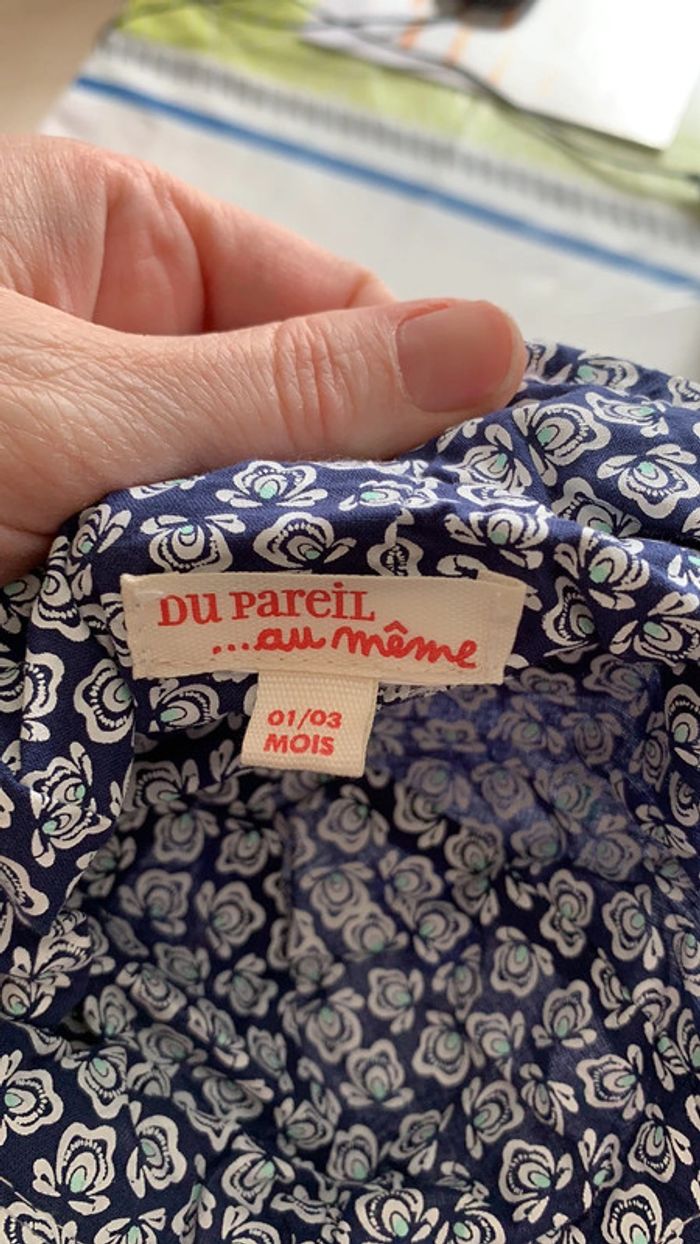 DU PareiL
...au même
01/03
MOIS